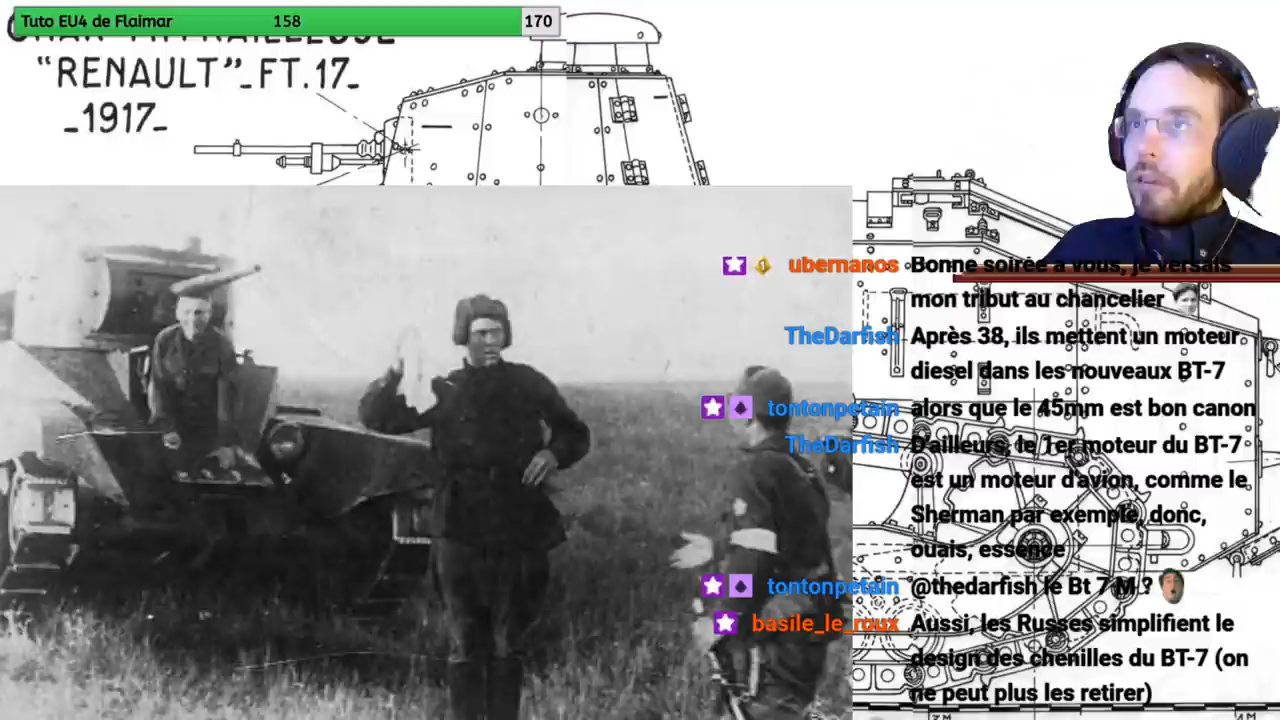 Tuto EU4 de Flaimar 158 170
"RENAULT"_FT.17_
_1917_
ubernanos Bonne soirée à vous, je versais
mon tribut au chancelier
TheDarfish Après 38, ils mettent un moteur
diesel dans les nouveaux BT-7
tontonpetain alors que le 45mm est bon canon
TheDarfish D'ailleurs, le 1er moteur du BT-7
est un moteur d'avion, comme le
Sherman par exemple, donc,
ouais, essence
tontonpetain @thedarfish le Bt 7 M ?
basile_le_roux Aussi, les Russes simplifient le
design des chenilles du BT-7 (on
ne peut plus les retirer)